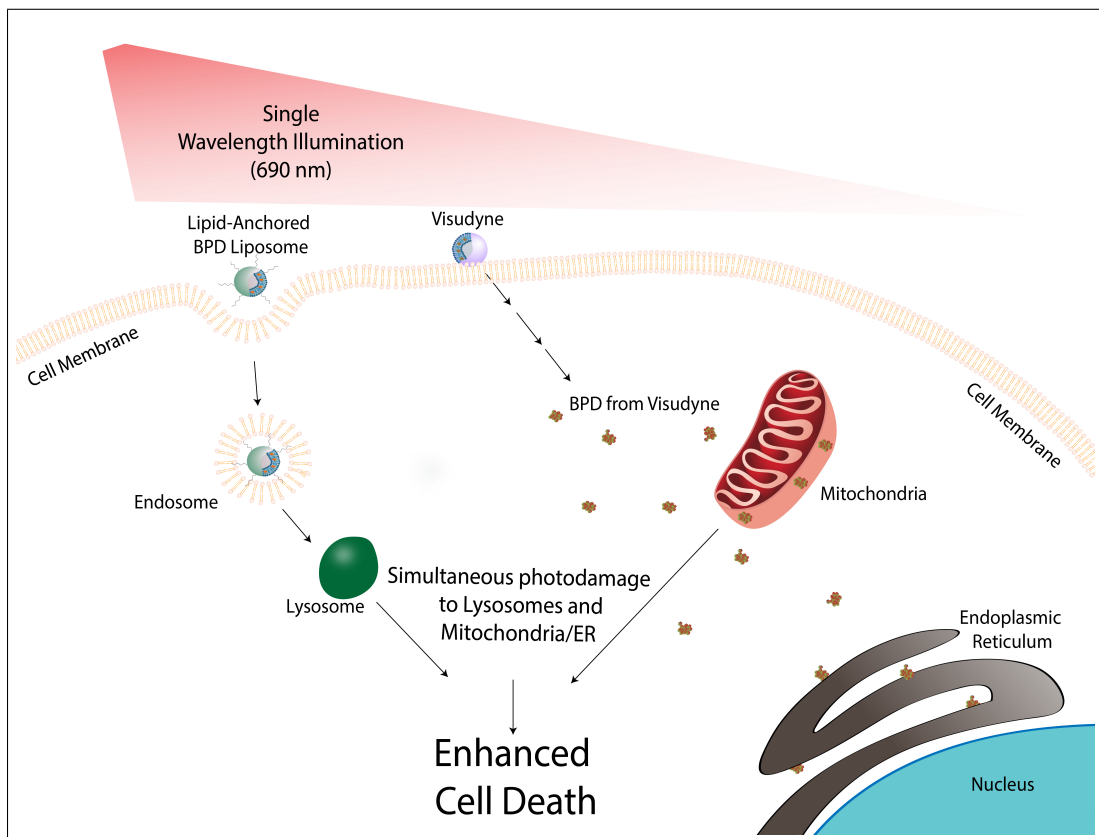 Single
Wavelength Illumination
(690 nm)
Lipid-Anchored
BPD Liposome
Visudyne
Cell Membrane
BPD from Visudyne
Cell Membrane
Mitochondria
Endosome
Lysosome
Simultaneous photodamage
to Lysosomes and
Mitochondria/ER
Endoplasmic
Reticulum
Enhanced
Cell Death
Nucleus